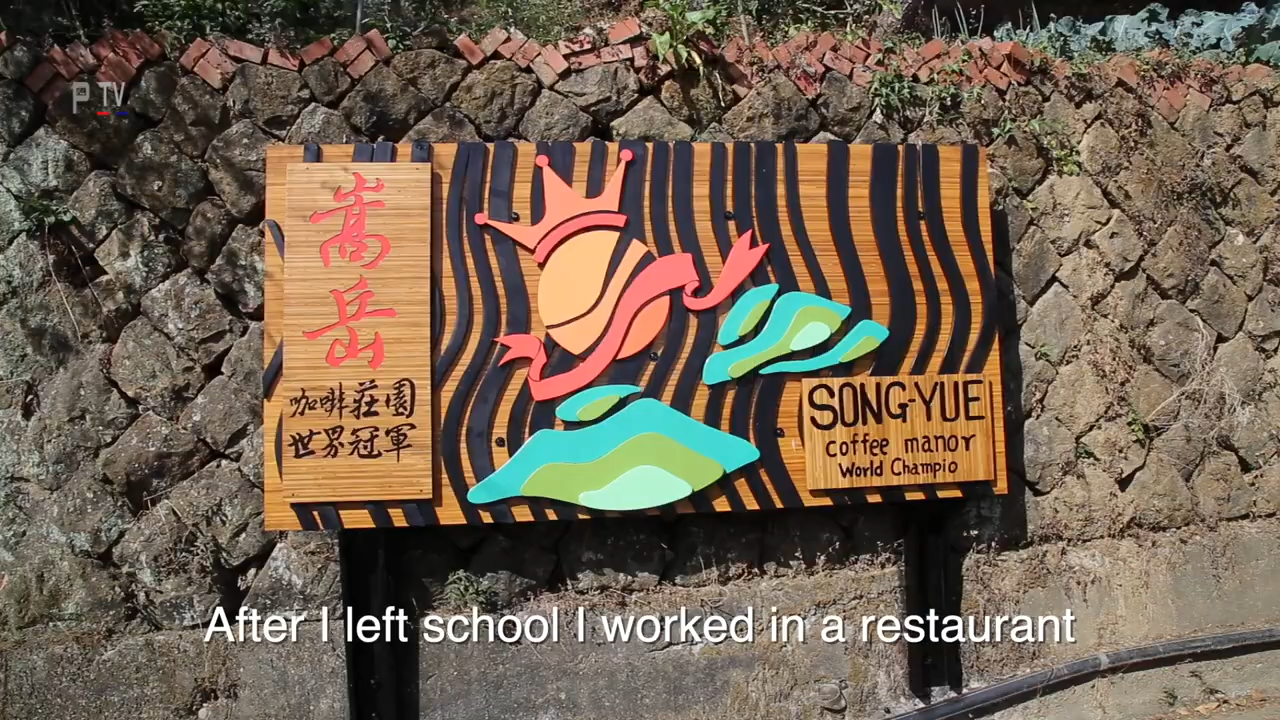 P TV
嵩岳
咖啡莊園
世界冠軍
SONG-YUE
coffee manor
World Champio
After I left school I worked in a restaurant